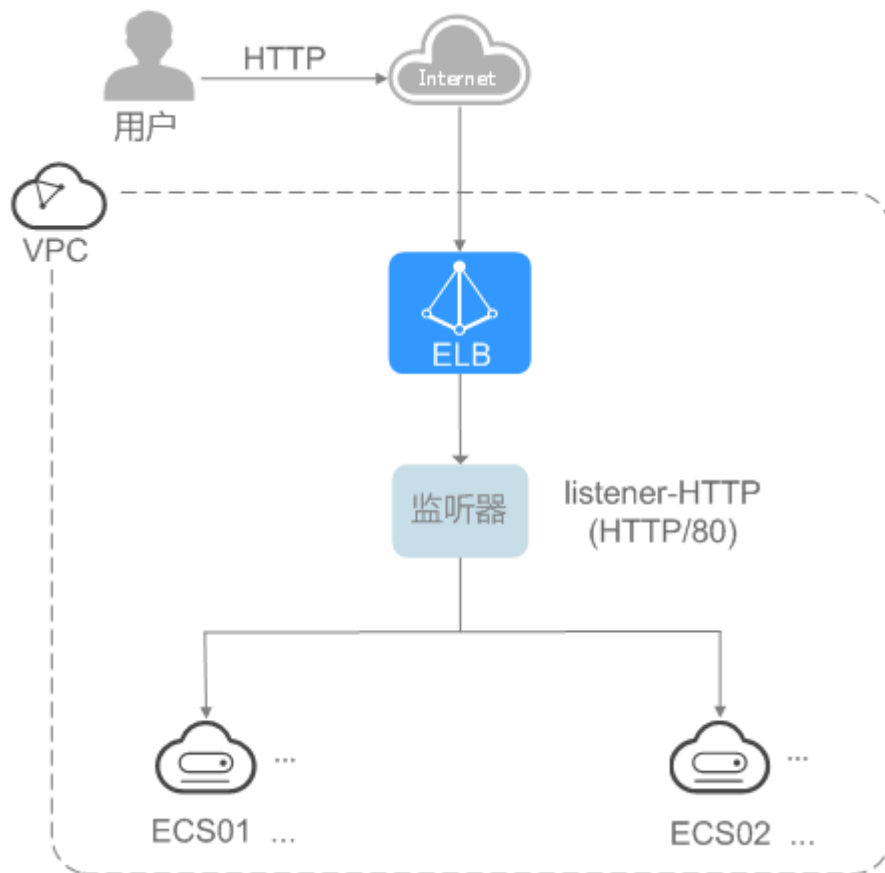 HTTP
Internet
用户
VPC
ELB
监听器
listener-HTTP
(HTTP/80)
...
...
ECS01 ...
ECS02 ...